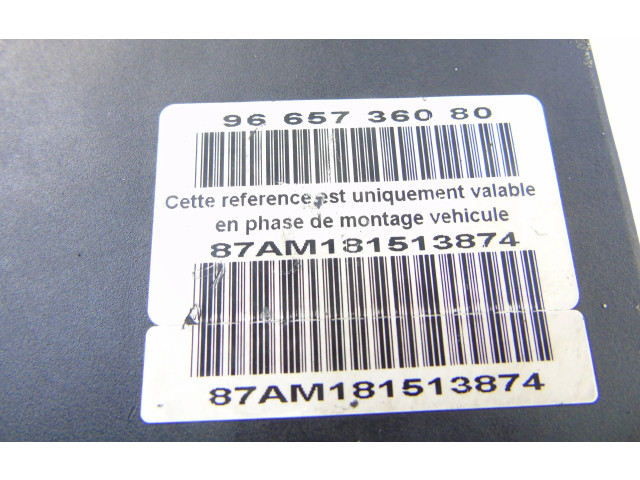 96 657 360 80
Cette reference est uniquement valable
en phase de montage vehicule
87AM181513874
87AM181513874